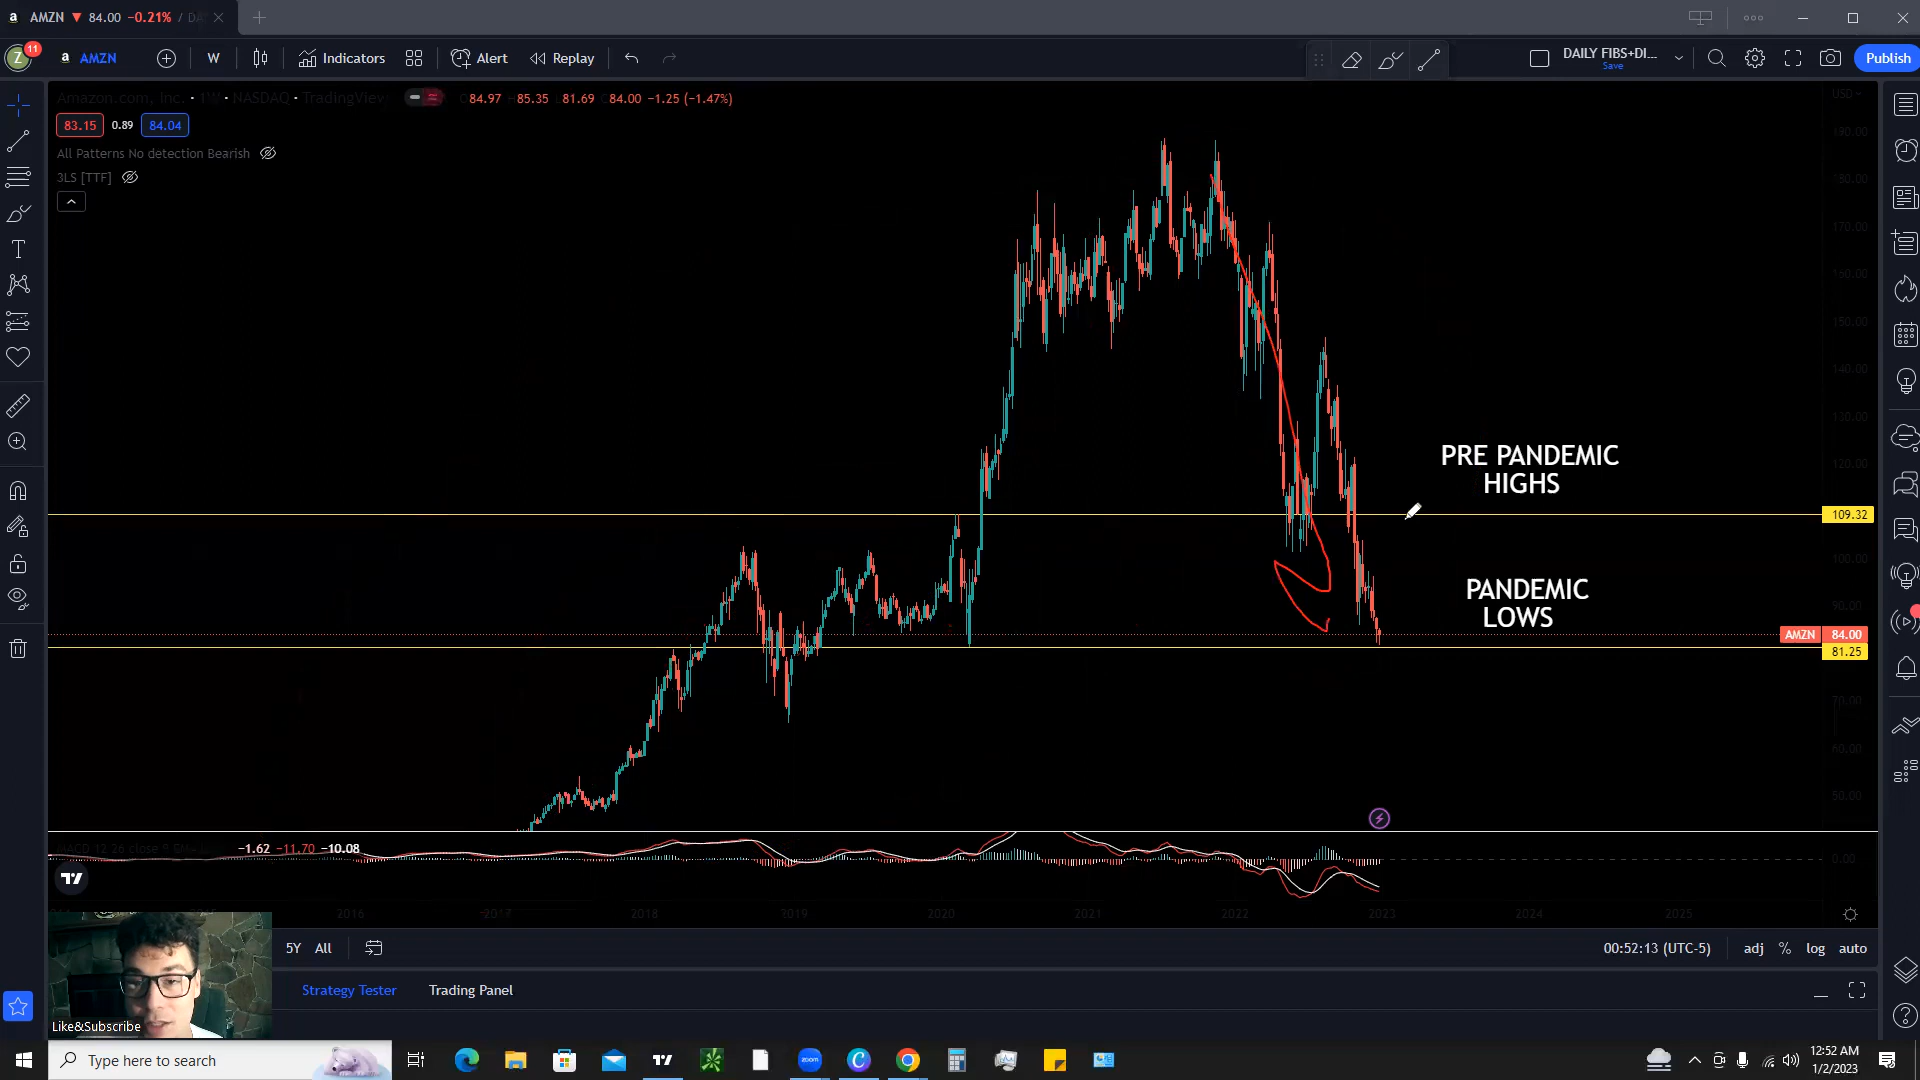 a AMZN ▼ 84.00 −0.21% / DA
Z 11 a AMZN W Indicators Alert Replay DAILY FIBS+DI... Save Publish
Amazon.com, Inc. · 1W · NASDAQ · TradingView 84.97 85.35 81.69 84.00 −1.25 (−1.47%)
USD
83.15 0.89 84.04
All Patterns No detection Bearish
3LS [TTF]
190.00
180.00
170.00
160.00
150.00
140.00
130.00
120.00
PRE PANDEMIC
HIGHS
109.32
100.00
90.00
PANDEMIC
LOWS
AMZN 84.00
81.25
70.00
60.00
50.00
MACD 12 26 close 9 −1.62 −11.70 −10.08
0.00
2016 2017 2018 2019 2020 2021 2022 2023 2024 2025
5Y All 00:52:13 (UTC-5) adj % log auto
Strategy Tester Trading Panel
Like&Subscribe
Type here to search zoom 12:52 AM
1/2/2023